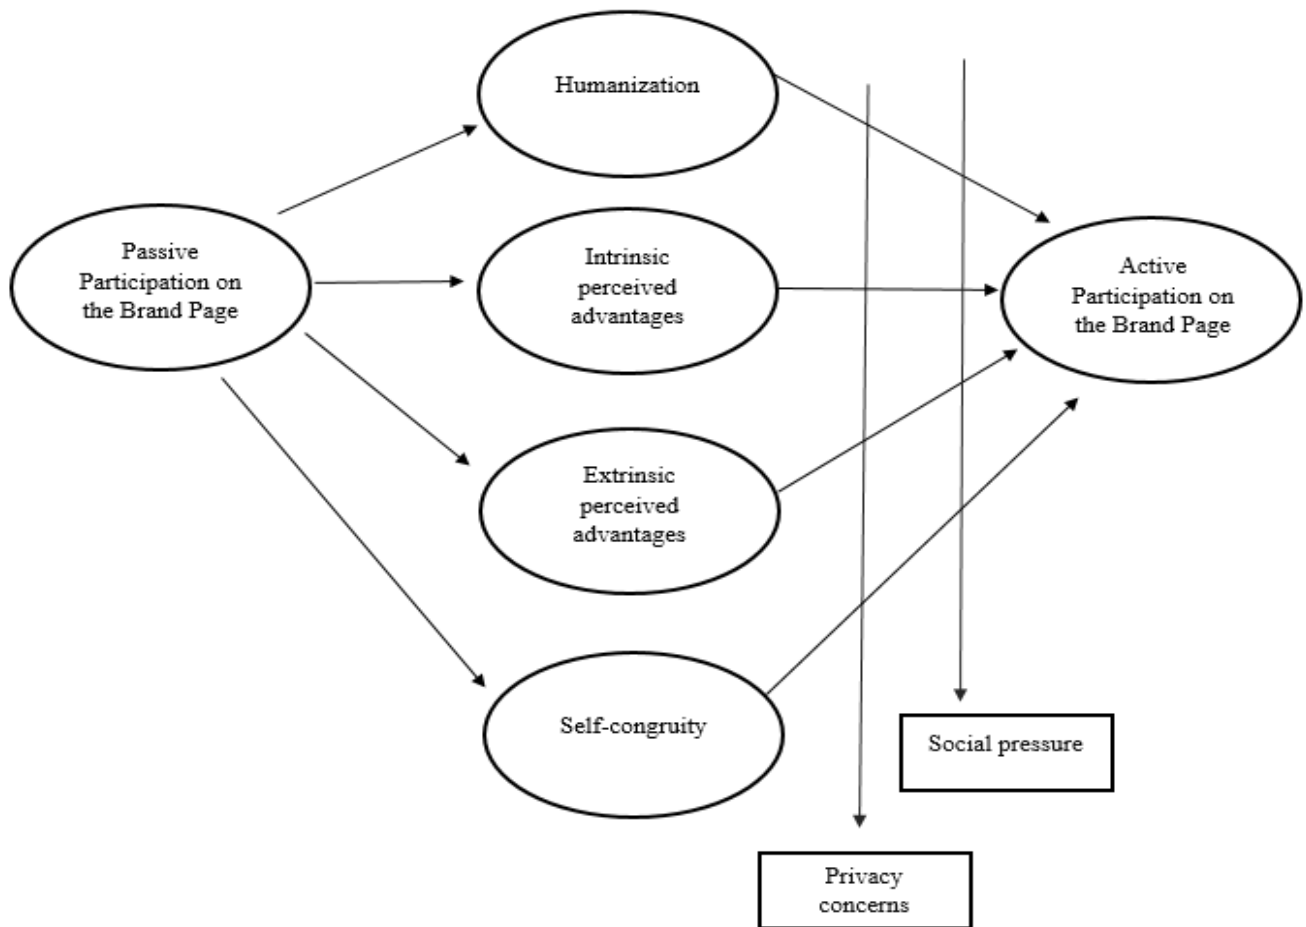 Humanization
Passive
Participation on
the Brand Page
Intrinsic
perceived
advantages
Active
Participation on
the Brand Page
Extrinsic
perceived
advantages
Self-congruity
Social pressure
Privacy
concerns